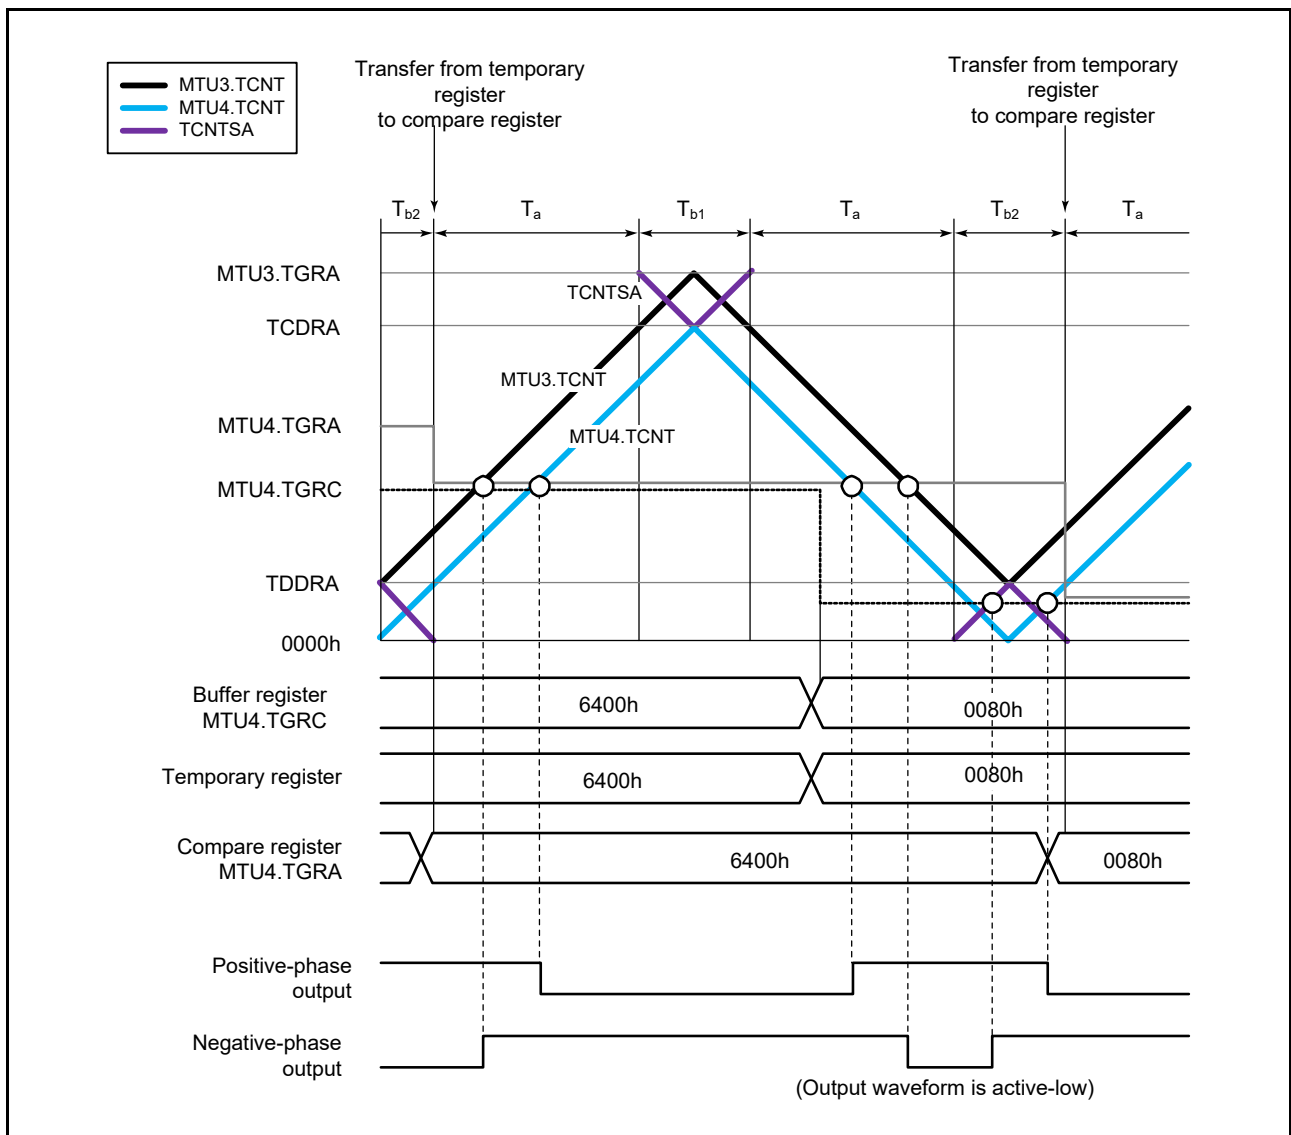 MTU3.TCNT
MTU4.TCNT
TCNTSA
Transfer from temporary
register
to compare register
Transfer from temporary
register
to compare register
Tb2
Ta
Tb1
Ta
Tb2
Ta
MTU3.TGRA
TCNTSA
TCDRA
MTU3.TCNT
MTU4.TGRA
MTU4.TCNT
MTU4.TGRC
TDDRA
0000h
Buffer register
MTU4.TGRC
6400h
0080h
Temporary register
6400h
0080h
Compare register
MTU4.TGRA
6400h
0080h
Positive-phase
output
Negative-phase
output
(Output waveform is active-low)